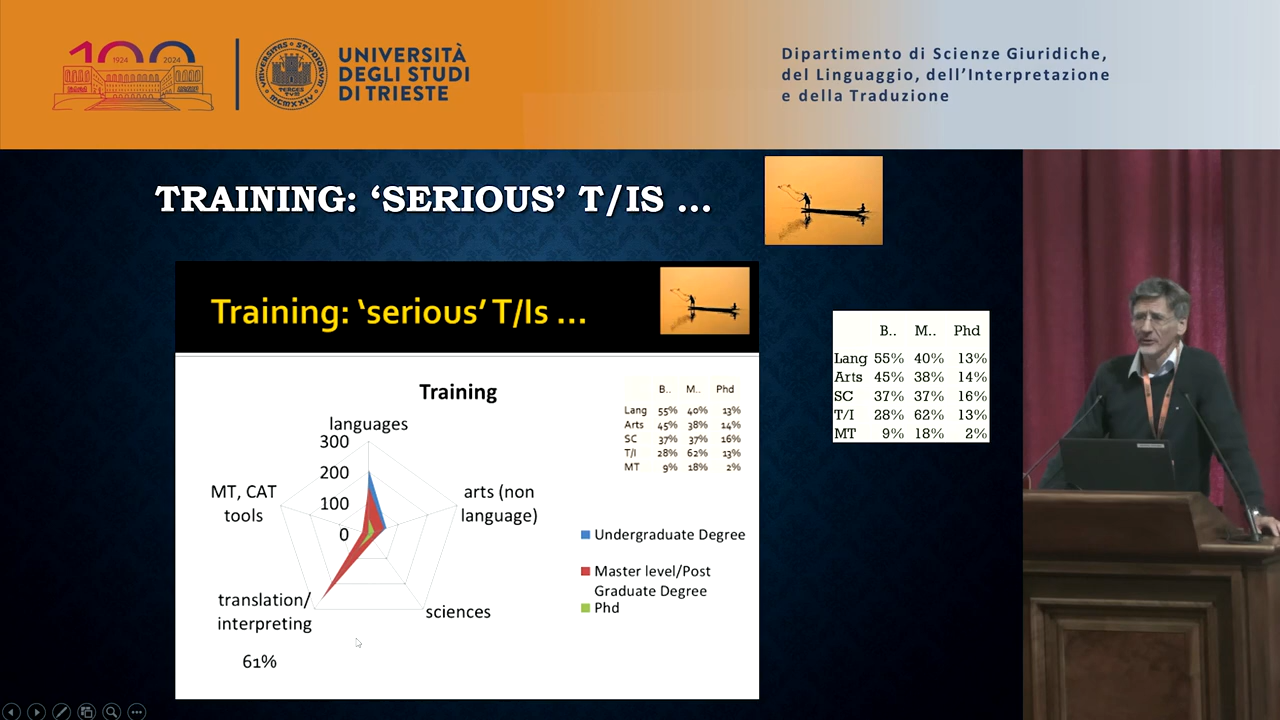 100
1924
2024
UNIVERSITÀ
DEGLI STUDI
DI TRIESTE
Dipartimento di Scienze Giuridiche,
del Linguaggio, dell'Interpretazione
e della Traduzione
TRAINING: 'SERIOUS' T/IS ...
Training: 'serious' T/Is ...
Training
languages
300
200
100
0
MT, CAT
tools
arts (non
language)
translation/
interpreting
sciences
61%
B.. M.. Phd
Lang 55% 40% 13%
Arts 45% 38% 14%
SC 37% 37% 16%
T/I 28% 62% 13%
MT 9% 18% 2%
Undergraduate Degree
Master level/Post
Graduate Degree
Phd
B.. M.. Phd
Lang 55% 40% 13%
Arts 45% 38% 14%
SC 37% 37% 16%
T/I 28% 62% 13%
MT 9% 18% 2%